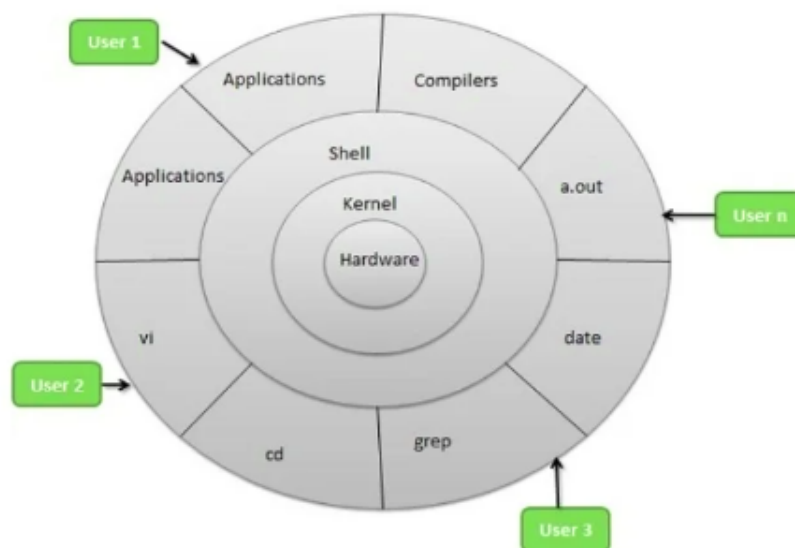 User 1
Applications
Compilers
Shell
Applications
a.out
Kernel
User n
Hardware
vi
date
User 2
cd
grep
User 3